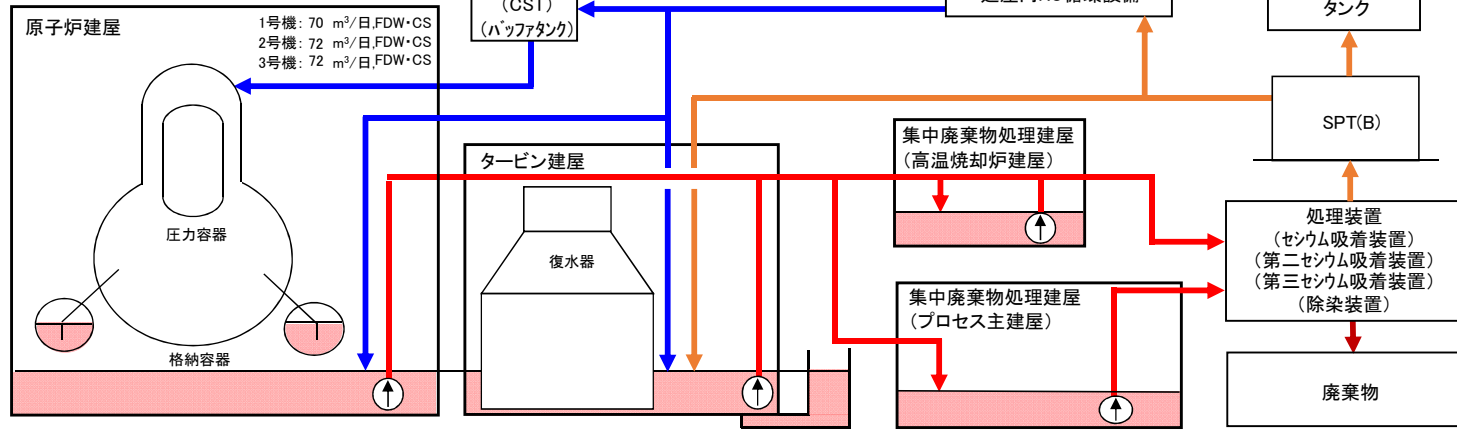 原子炉建屋
1号機: 70 m³/日,FDW・CS
2号機: 72 m³/日,FDW・CS
3号機: 72 m³/日,FDW・CS
(CST)
(バッファタンク)
タンク
SPT(B)
圧力容器
格納容器
タービン建屋
復水器
集中廃棄物処理建屋
(高温焼却炉建屋)
集中廃棄物処理建屋
(プロセス主建屋)
処理装置
(セシウム吸着装置)
(第二セシウム吸着装置)
(第三セシウム吸着装置)
(除染装置)
廃棄物